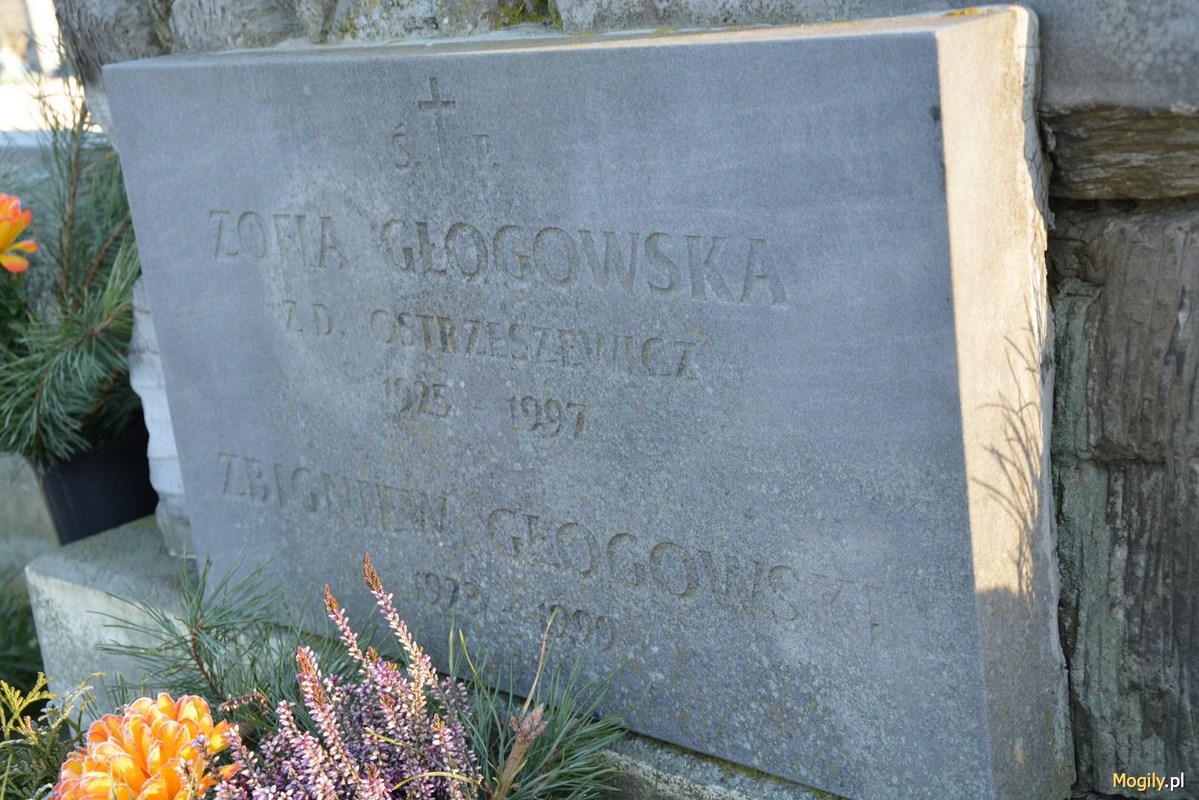 Ś. P.
ZOFIA GŁOGOWSKA
Z D. OSTRZESZEWICZ
1925 - 1997
ZBIGNIEW GŁOGOWSKI
1999
Mogily.pl